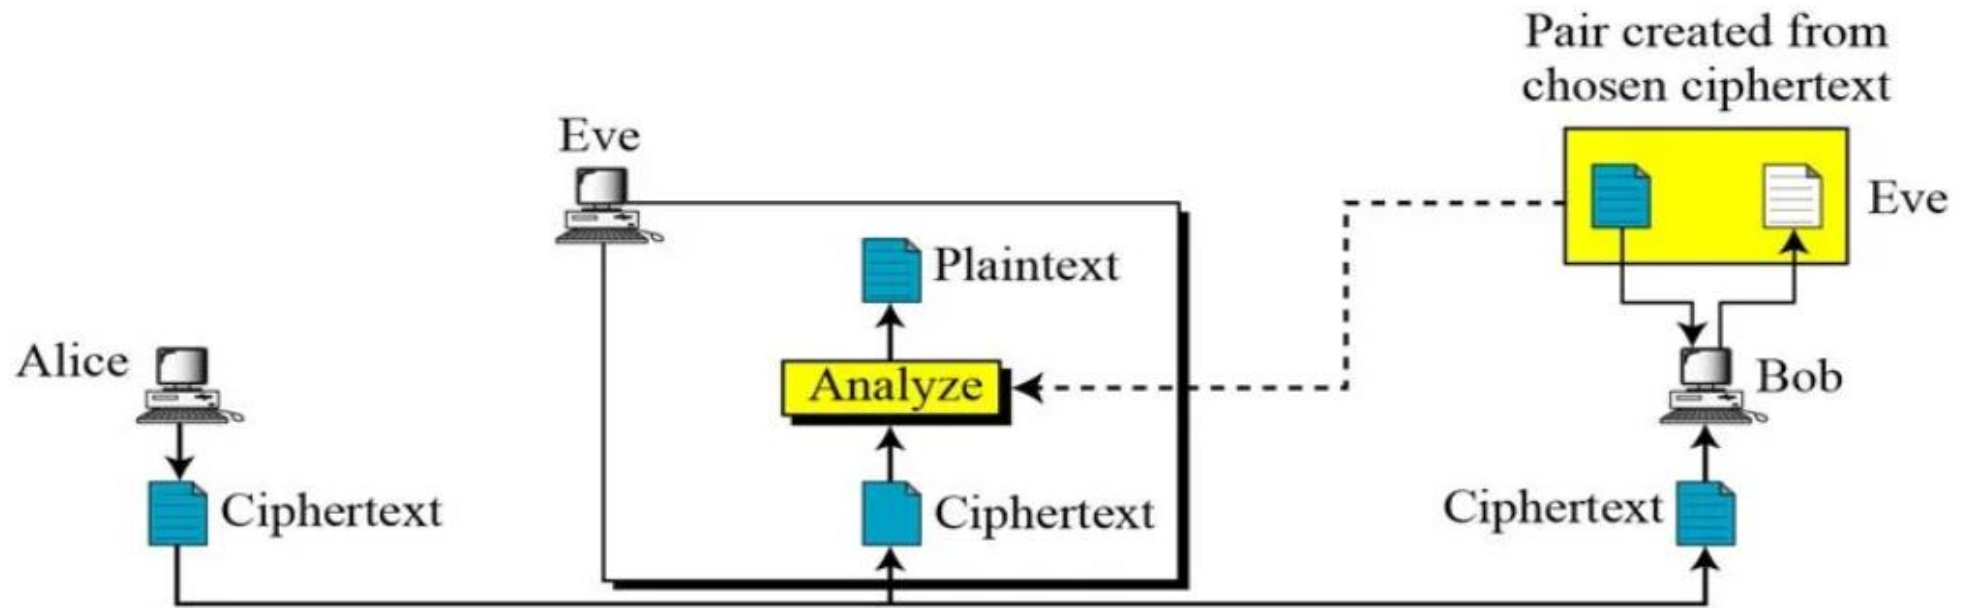 Pair created from
chosen ciphertext
Eve
Eve
Plaintext
Alice
Analyze
Bob
Ciphertext
Ciphertext
Ciphertext